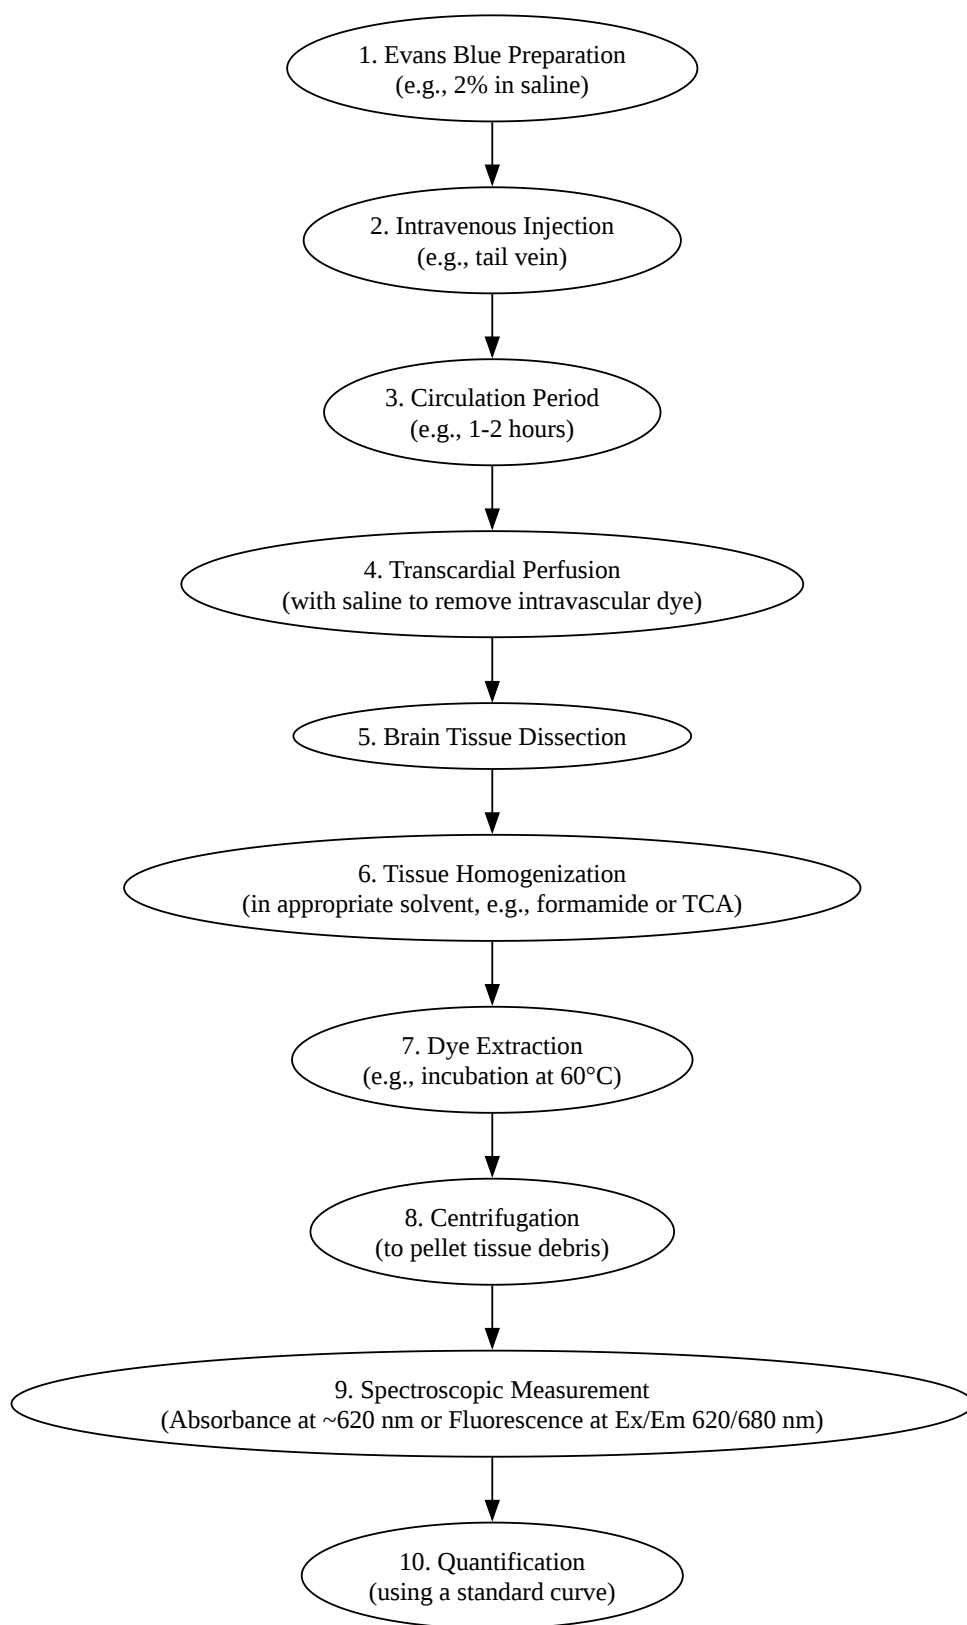 1. Evans Blue Preparation
(e.g., 2% in saline)
2. Intravenous Injection
(e.g., tail vein)
3. Circulation Period
(e.g., 1-2 hours)
4. Transcardial Perfusion
(with saline to remove intravascular dye)
5. Brain Tissue Dissection
6. Tissue Homogenization
(in appropriate solvent, e.g., formamide or TCA)
7. Dye Extraction
(e.g., incubation at 60°C)
8. Centrifugation
(to pellet tissue debris)
9. Spectroscopic Measurement
(Absorbance at ~620 nm or Fluorescence at Ex/Em 620/680 nm)
10. Quantification
(using a standard curve)